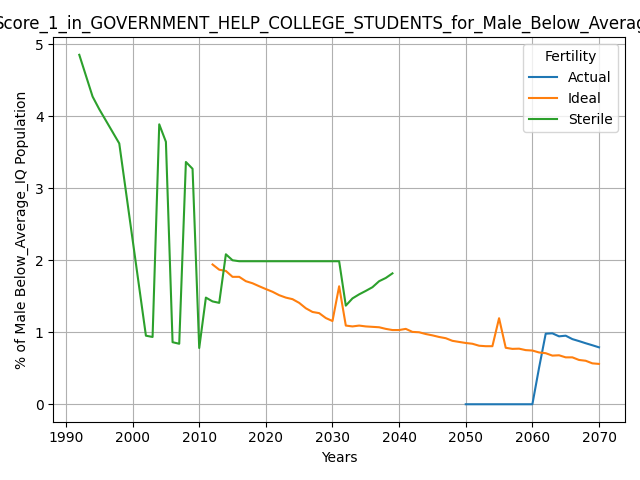 Score_1_in_GOVERNMENT_HELP_COLLEGE_STUDENTS_for_Male_Below_Averag
% of Male Below_Average_IQ Population
5
4
3
2
1
0
Fertility
Actual
Ideal
Sterile
1990 2000 2010 2020 2030 2040 2050 2060 2070
Years